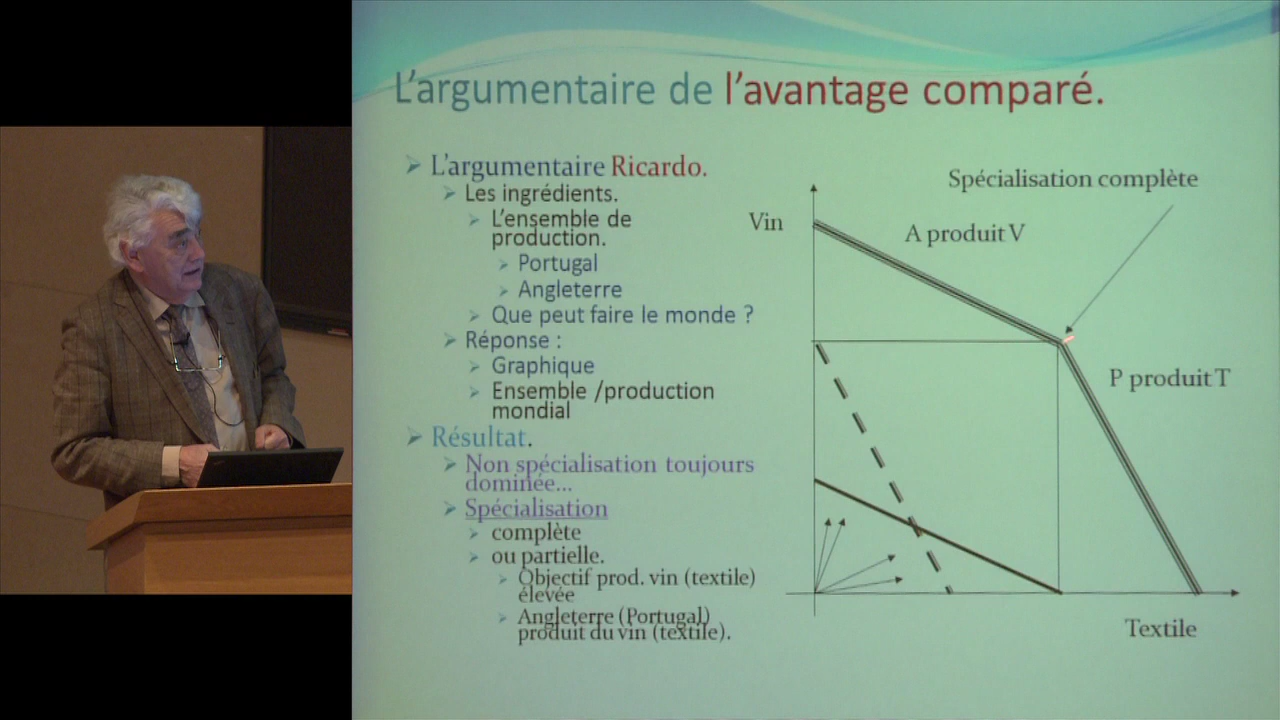 L'argumentaire de l'avantage comparé.
L'argumentaire Ricardo.
Les ingrédients.
L'ensemble de
production.
Portugal
Angleterre
Que peut faire le monde ?
Réponse :
Graphique
Ensemble /production
mondial
Résultat.
Non spécialisation toujours
dominée...
Spécialisation
complète
ou partielle.
Objectif prod. vin (textile)
élevée
Angleterre (Portugal)
produit du vin (textile).
Spécialisation complète
Vin
A produit V
P produit T
Textile